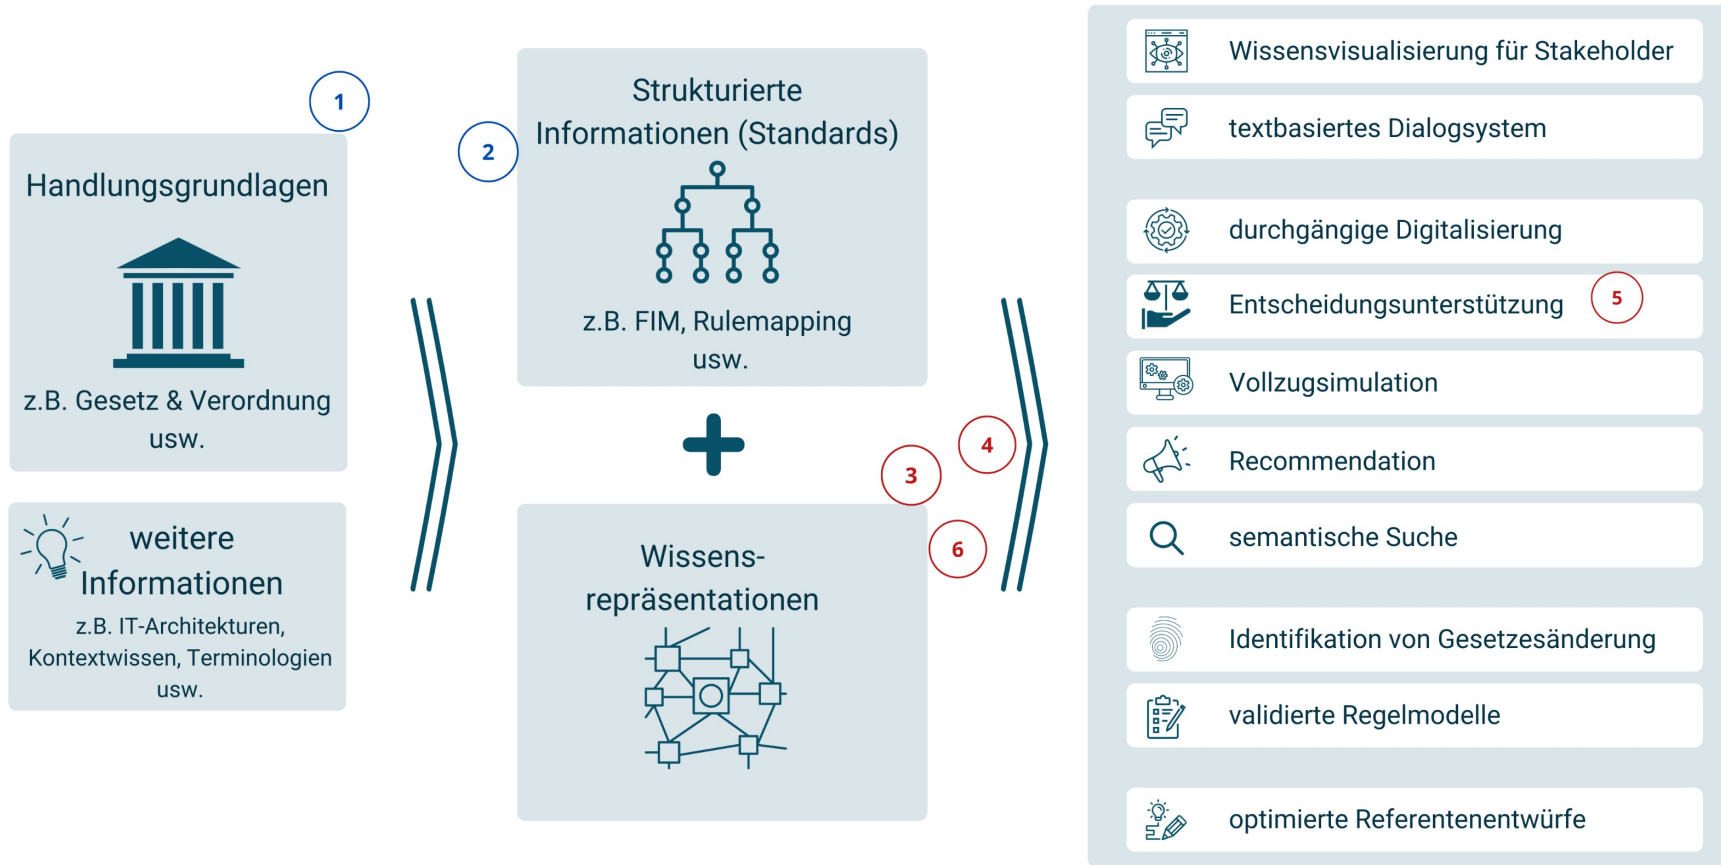 1
Handlungsgrundlagen
z.B. Gesetz & Verordnung
usw.
weitere
Informationen
z.B. IT-Architekturen,
Kontextwissen, Terminologien
usw.
2
Strukturierte
Informationen (Standards)
z.B. FIM, Rulemapping
usw.
3
4
6
Wissens-
repräsentationen
Wissensvisualisierung für Stakeholder
textbasiertes Dialogsystem
durchgängige Digitalisierung
Entscheidungsunterstützung
5
Vollzugsimulation
Recommendation
semantische Suche
Identifikation von Gesetzesänderung
validierte Regelmodelle
optimierte Referentenentwürfe